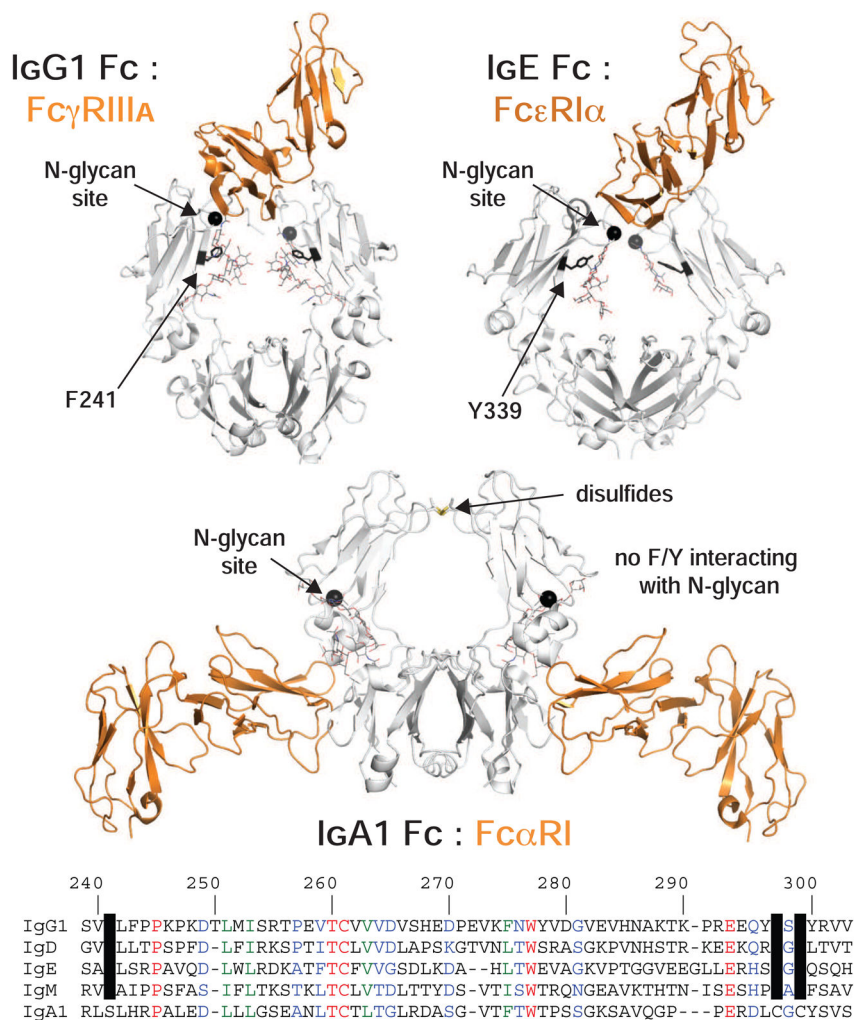 IgG1 Fc :
FcγRIIIA
N-glycan
site
F241
IgE Fc :
FcεRIα
N-glycan
site
Y339
disulfides
N-glycan
site
no F/Y interacting
with N-glycan
IgA1 Fc : FcαRI
240 250 260 270 280 290 300
IgG1 SV LFPPKPKDTLMISRTPEVTCVVVDVSHEDPEVKFNWYVDGVEVHNAKTK-PREEQY S YRVV
IgD GV LLTPSPFD-LFIRKSPTITCLVVDLAPSKGTVNLTWSRASGKPVNHSTR-KEEKQR G LTVT
IgE SA LSRPAVQD-LWLRDKATFTCFVVGSDLKDA--HLTWEVAGKVPTGGVEEGLLERHS G QSQH
IgM RV AIPPSFAS-IFLTKSTKLTCLVTDLTTYDS-VTISWTRQNGEAVKTHTN-ISESHP A FSAV
IgA1 SLSLHRPALED-LLLGSEANLTCTLTGLRDASG-VTFTWTPSSGKSAVQGP---PERDLCGCYSVS